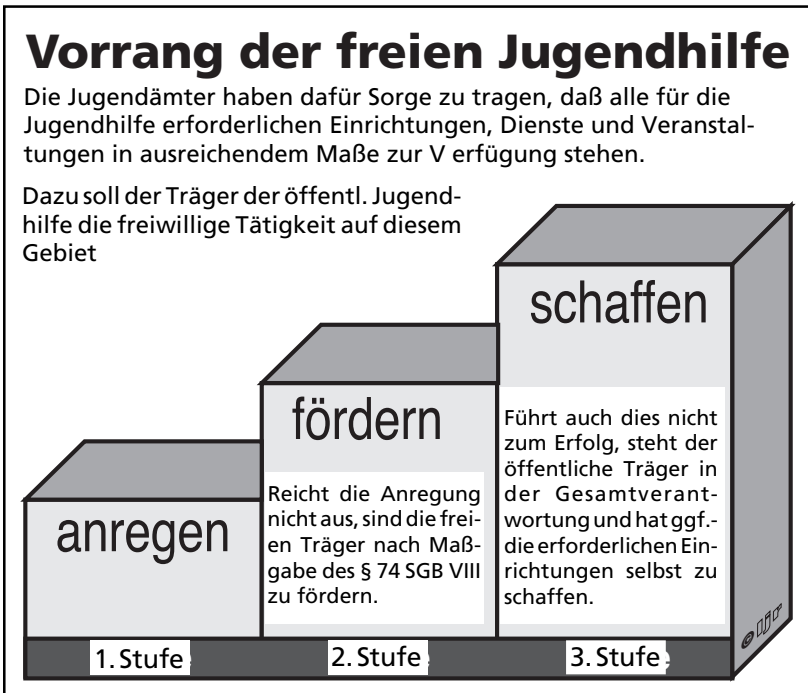 Vorrang der freien Jugendhilfe
Die Jugendämter haben dafür Sorge zu tragen, daß alle für die
Jugendhilfe erforderlichen Einrichtungen, Dienste und Veranstal-
tungen in ausreichendem Maße zur V erfügung stehen.
Dazu soll der Träger der öffentl. Jugend-
hilfe die freiwillige Tätigkeit auf diesem
Gebiet
anregen
1. Stufe
fördern
Reicht die Anregung
nicht aus, sind die frei-
en Träger nach Maß-
gabe des § 74 SGB VIII
zu fördern.
2. Stufe
schaffen
Führt auch dies nicht
zum Erfolg, steht der
öffentliche Träger in
der Gesamtverant-
wortung und hat ggf.-
die erforderlichen Ein-
richtungen selbst zu
schaffen.
3. Stufe
© ljr